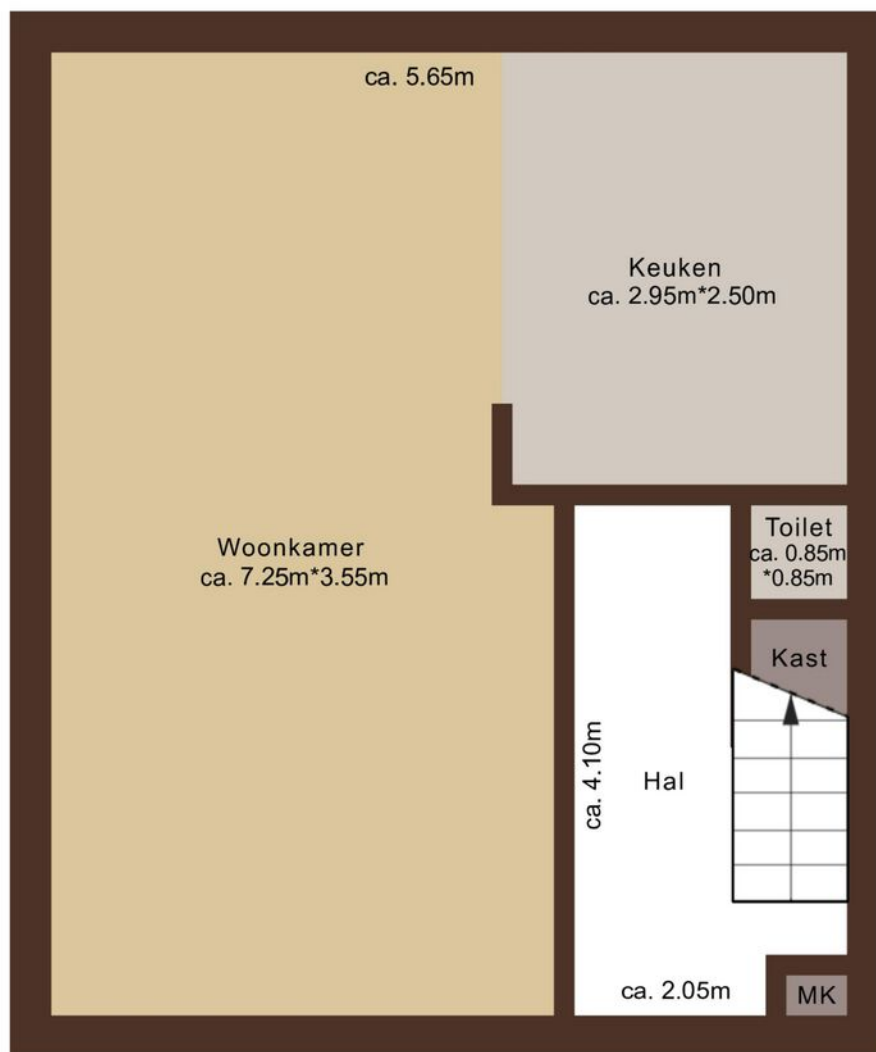 ca. 5.65m
Keuken
ca. 2.95m*2.50m
Woonkamer
ca. 7.25m*3.55m
Toilet
ca. 0.85m
*0.85m
Kast
ca. 4.10m
Hal
ca. 2.05m
MK